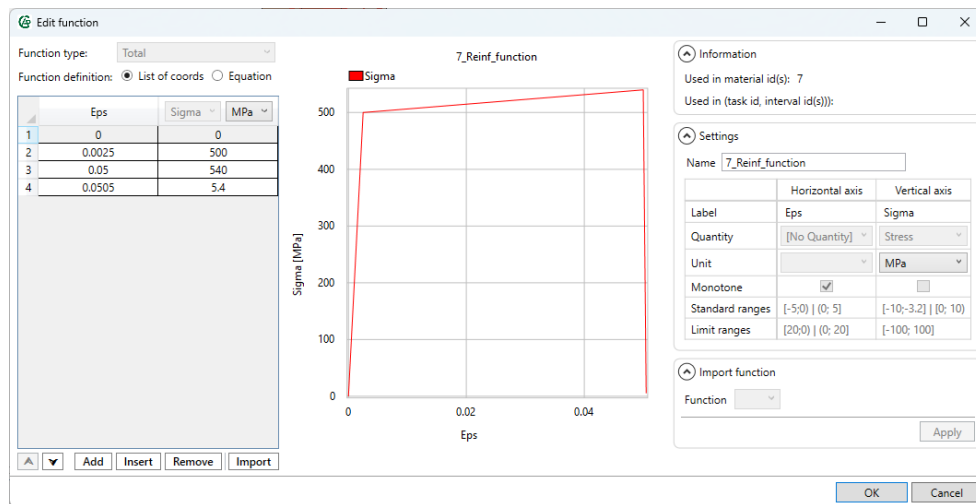 Edit function
Function type: Total
Function definition: List of coords Equation
Eps Sigma MPa
1 0 0
2 0.0025 500
3 0.05 540
4 0.0505 5.4
Add Insert Remove Import
7_Reinf_function
Sigma
Sigma [MPa]
500
400
300
200
100
0
0 0.02 0.04
Eps
Information
Used in material id(s): 7
Used in (task id, interval id(s))):
Settings
Name 7_Reinf_function
Horizontal axis Vertical axis
Label Eps Sigma
Quantity [No Quantity] Stress
Unit MPa
Monotone
Standard ranges [-5;0) | (0; 5] [-10;-3.2] | [0; 10)
Limit ranges [20;0) | (0; 20] [-100; 100]
Import function
Function
Apply
OK Cancel